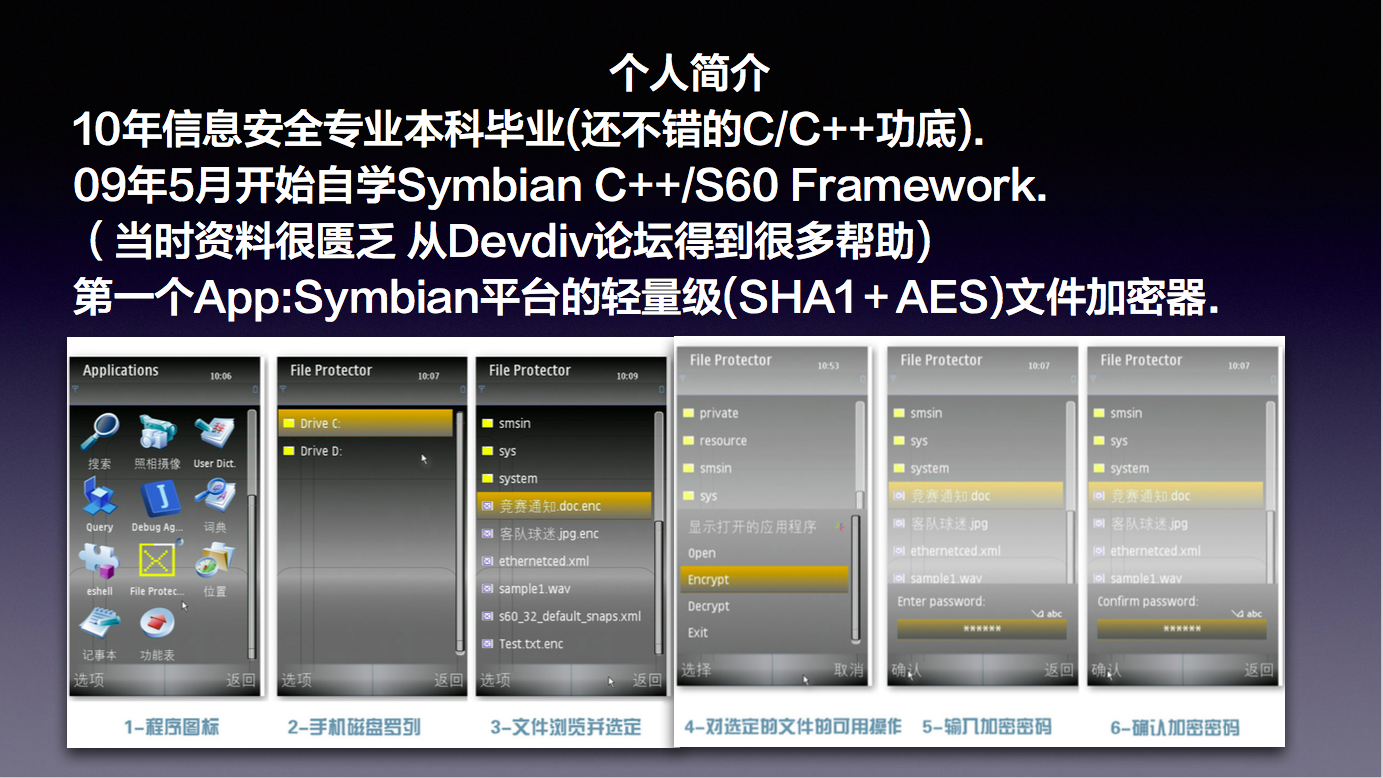 个人简介
10年信息安全专业本科毕业(还不错的C/C++功底).
09年5月开始自学Symbian C++/S60 Framework.
（当时资料很匮乏 从Devdiv论坛得到很多帮助)
第一个App:Symbian平台的轻量级(SHA1＋AES)文件加密器.
Applications
10:06
搜索
照相摄像
User Dict.
Query
Debug Ag...
词典
eshell
File Protec...
位置
记事本
功能表
选项
返回
File Protector
10:07
Drive C:
Drive D:
选项
返回
File Protector
10:09
smsin
sys
system
竞赛通知.doc.enc
客队球迷.jpg.enc
ethernetced.xml
sample1.wav
s60_32_default_snaps.xml
Test.txt.enc
选项
返回
File Protector
10:53
private
resource
smsin
sys
显示打开的应用程序
Open
Encrypt
Decrypt
Exit
选择
取消
File Protector
10:07
smsin
sys
system
竞赛通知.doc
客队球迷.jpg
ethernetced.xml
sample1.wav
Enter password:
abc
******
确认
返回
File Protector
10:07
smsin
sys
system
竞赛通知.doc
客队球迷.jpg
ethernetced.xml
sample1.wav
Confirm password:
abc
******
确认
返回
1-程序图标
2-手机磁盘罗列
3-文件浏览并选定
4-对选定的文件的可用操作
5-输入加密密码
6-确认加密密码